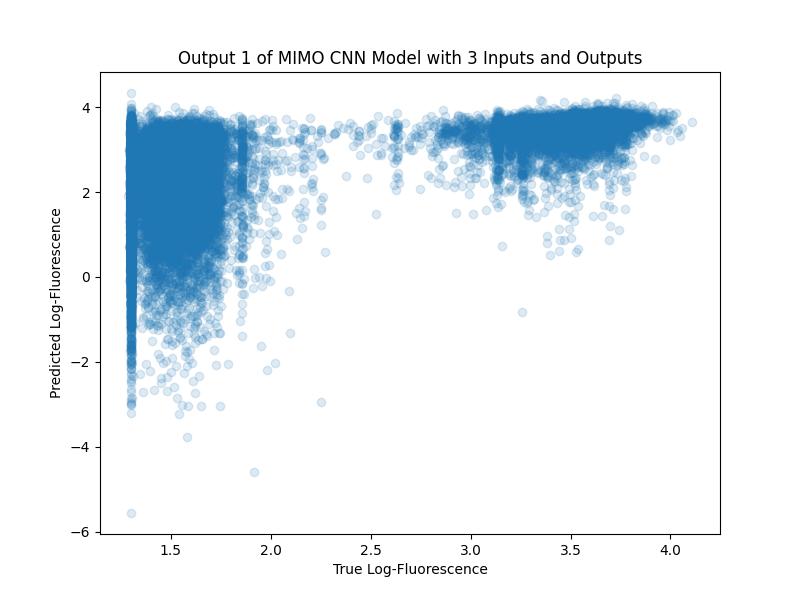 Output 1 of MIMO CNN Model with 3 Inputs and Outputs
4
2
0
−2
−4
−6
Predicted Log-Fluorescence
1.5 2.0 2.5 3.0 3.5 4.0
True Log-Fluorescence